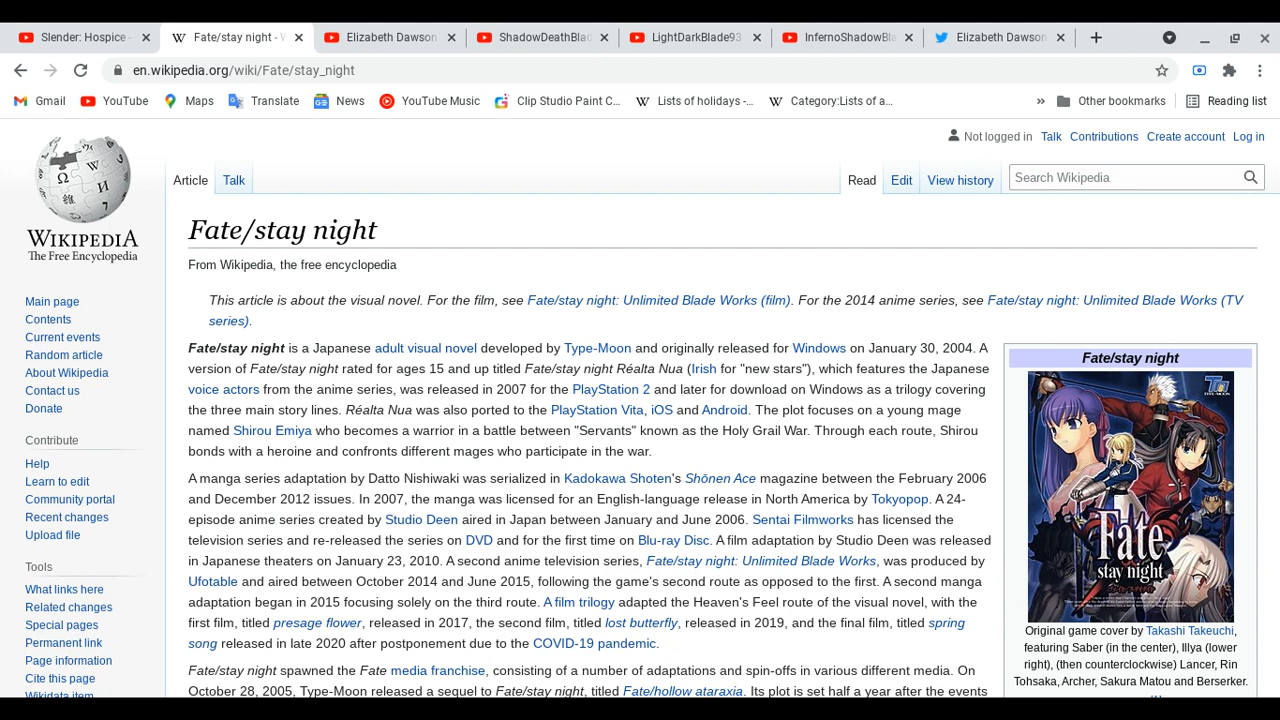 Slender: Hospice -
Fate/stay night - W
Elizabeth Dawson
ShadowDeathBlad
LightDarkBlade93
InfernoShadowBla
Elizabeth Dawson
en.wikipedia.org/wiki/Fate/stay_night
Gmail
YouTube
Maps
Translate
News
YouTube Music
Clip Studio Paint C...
Lists of holidays -...
Category:Lists of a...
»
Other bookmarks
Reading list
Not logged in
Talk
Contributions
Create account
Log in
Article
Talk
Read
Edit
View history
Search Wikipedia
WIKIPEDIA
The Free Encyclopedia
Main page
Contents
Current events
Random article
About Wikipedia
Contact us
Donate
Contribute
Help
Learn to edit
Community portal
Recent changes
Upload file
Tools
What links here
Related changes
Special pages
Permanent link
Page information
Cite this page
Wikidata item
Fate/stay night
From Wikipedia, the free encyclopedia
This article is about the visual novel. For the film, see Fate/stay night: Unlimited Blade Works (film). For the 2014 anime series, see Fate/stay night: Unlimited Blade Works (TV
series).
Fate/stay night is a Japanese adult visual novel developed by Type-Moon and originally released for Windows on January 30, 2004. A
version of Fate/stay night rated for ages 15 and up titled Fate/stay night Réalta Nua (Irish for "new stars"), which features the Japanese
voice actors from the anime series, was released in 2007 for the PlayStation 2 and later for download on Windows as a trilogy covering
the three main story lines. Réalta Nua was also ported to the PlayStation Vita, iOS and Android. The plot focuses on a young mage
named Shirou Emiya who becomes a warrior in a battle between "Servants" known as the Holy Grail War. Through each route, Shirou
bonds with a heroine and confronts different mages who participate in the war.
A manga series adaptation by Datto Nishiwaki was serialized in Kadokawa Shoten's Shōnen Ace magazine between the February 2006
and December 2012 issues. In 2007, the manga was licensed for an English-language release in North America by Tokyopop. A 24-
episode anime series created by Studio Deen aired in Japan between January and June 2006. Sentai Filmworks has licensed the
television series and re-released the series on DVD and for the first time on Blu-ray Disc. A film adaptation by Studio Deen was released
in Japanese theaters on January 23, 2010. A second anime television series, Fate/stay night: Unlimited Blade Works, was produced by
Ufotable and aired between October 2014 and June 2015, following the game's second route as opposed to the first. A second manga
adaptation began in 2015 focusing solely on the third route. A film trilogy adapted the Heaven's Feel route of the visual novel, with the
first film, titled presage flower, released in 2017, the second film, titled lost butterfly, released in 2019, and the final film, titled spring
song released in late 2020 after postponement due to the COVID-19 pandemic.
Fate/stay night spawned the Fate media franchise, consisting of a number of adaptations and spin-offs in various different media. On
October 28, 2005, Type-Moon released a sequel to Fate/stay night, titled Fate/hollow ataraxia. Its plot is set half a year after the events
Fate/stay night
TYPE-MOON
Fate
stay night
Original game cover by Takashi Takeuchi,
featuring Saber (in the center), Illya (lower
right), (then counterclockwise) Lancer, Rin
Tohsaka, Archer, Sakura Matou and Berserker.